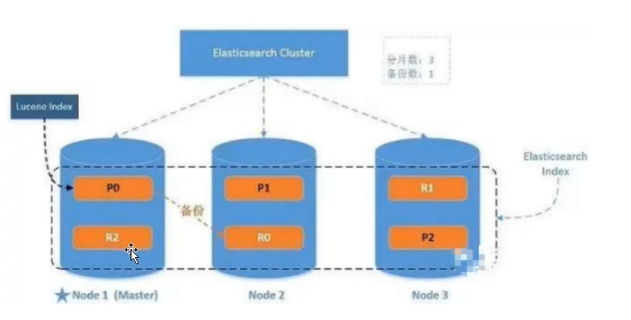 Elasticsearch Cluster
分片数：3
备份数：1
Lucene Index
Elasticsearch
Index
P0
P1
R1
备份
R2
R0
P2
Node 1 (Master)
Node 2
Node 3